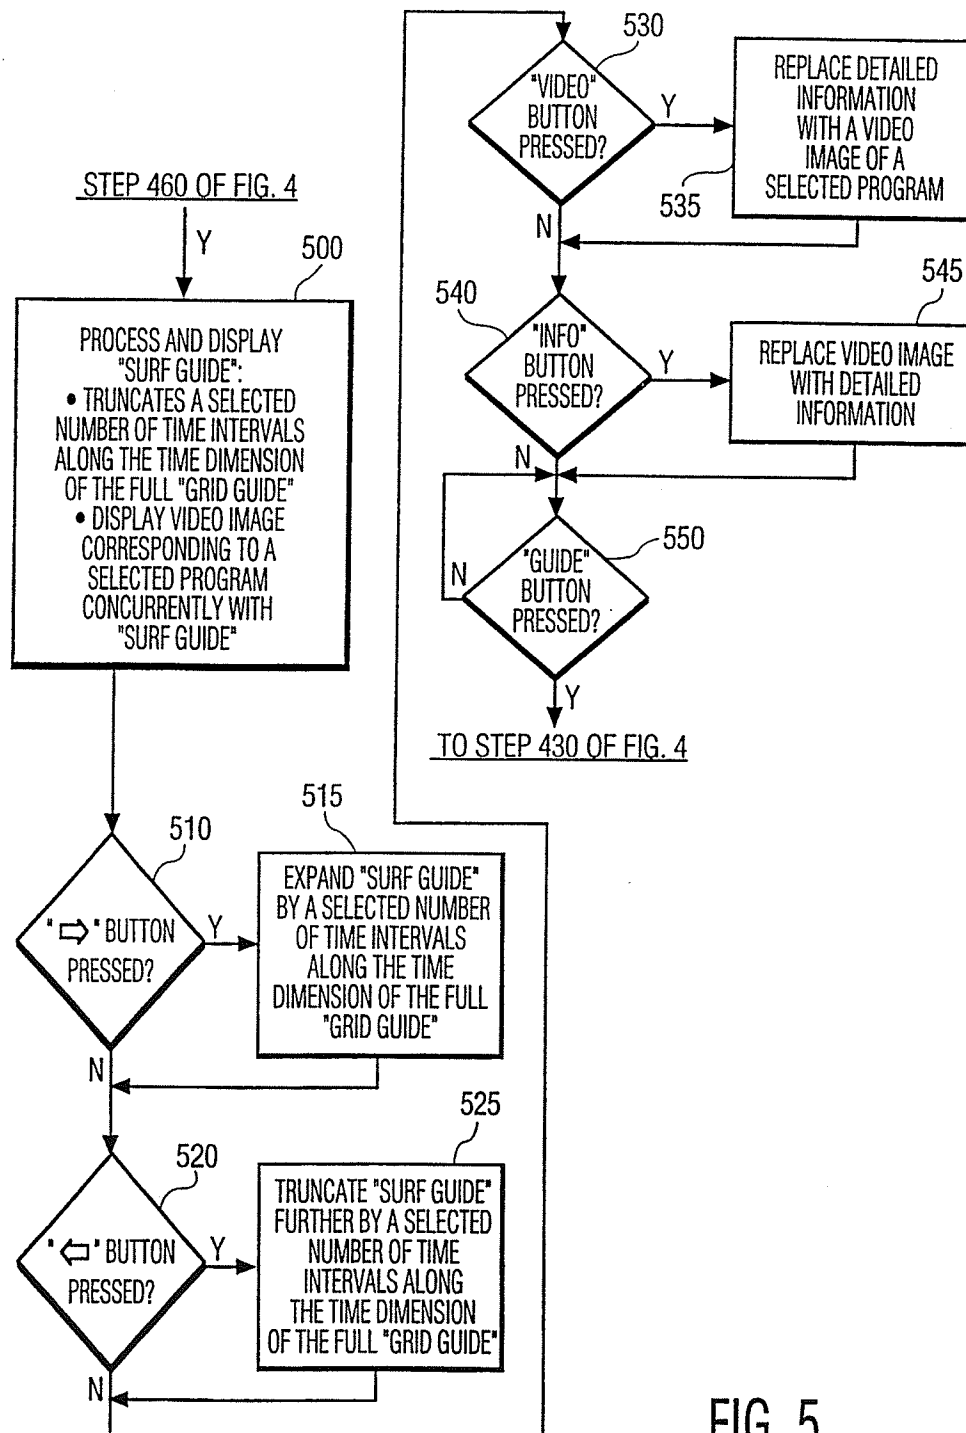 STEP 460 OF FIG. 4
Y
500
PROCESS AND DISPLAY
"SURF GUIDE":
• TRUNCATES A SELECTED
NUMBER OF TIME INTERVALS
ALONG THE TIME DIMENSION
OF THE FULL "GRID GUIDE"
• DISPLAY VIDEO IMAGE
CORRESPONDING TO A
SELECTED PROGRAM
CONCURRENTLY WITH
"SURF GUIDE"
510
"⇨" BUTTON
PRESSED?
Y
N
515
EXPAND "SURF GUIDE"
BY A SELECTED NUMBER
OF TIME INTERVALS
ALONG THE TIME
DIMENSION OF THE FULL
"GRID GUIDE"
520
"⇦" BUTTON
PRESSED?
Y
N
525
TRUNCATE "SURF GUIDE"
FURTHER BY A SELECTED
NUMBER OF TIME
INTERVALS ALONG
THE TIME DIMENSION
OF THE FULL "GRID GUIDE"
530
"VIDEO"
BUTTON
PRESSED?
Y
N
535
REPLACE DETAILED
INFORMATION
WITH A VIDEO
IMAGE OF A
SELECTED PROGRAM
540
"INFO"
BUTTON
PRESSED?
Y
N
545
REPLACE VIDEO IMAGE
WITH DETAILED
INFORMATION
550
"GUIDE"
BUTTON
PRESSED?
N
Y
TO STEP 430 OF FIG. 4
FIG. 5